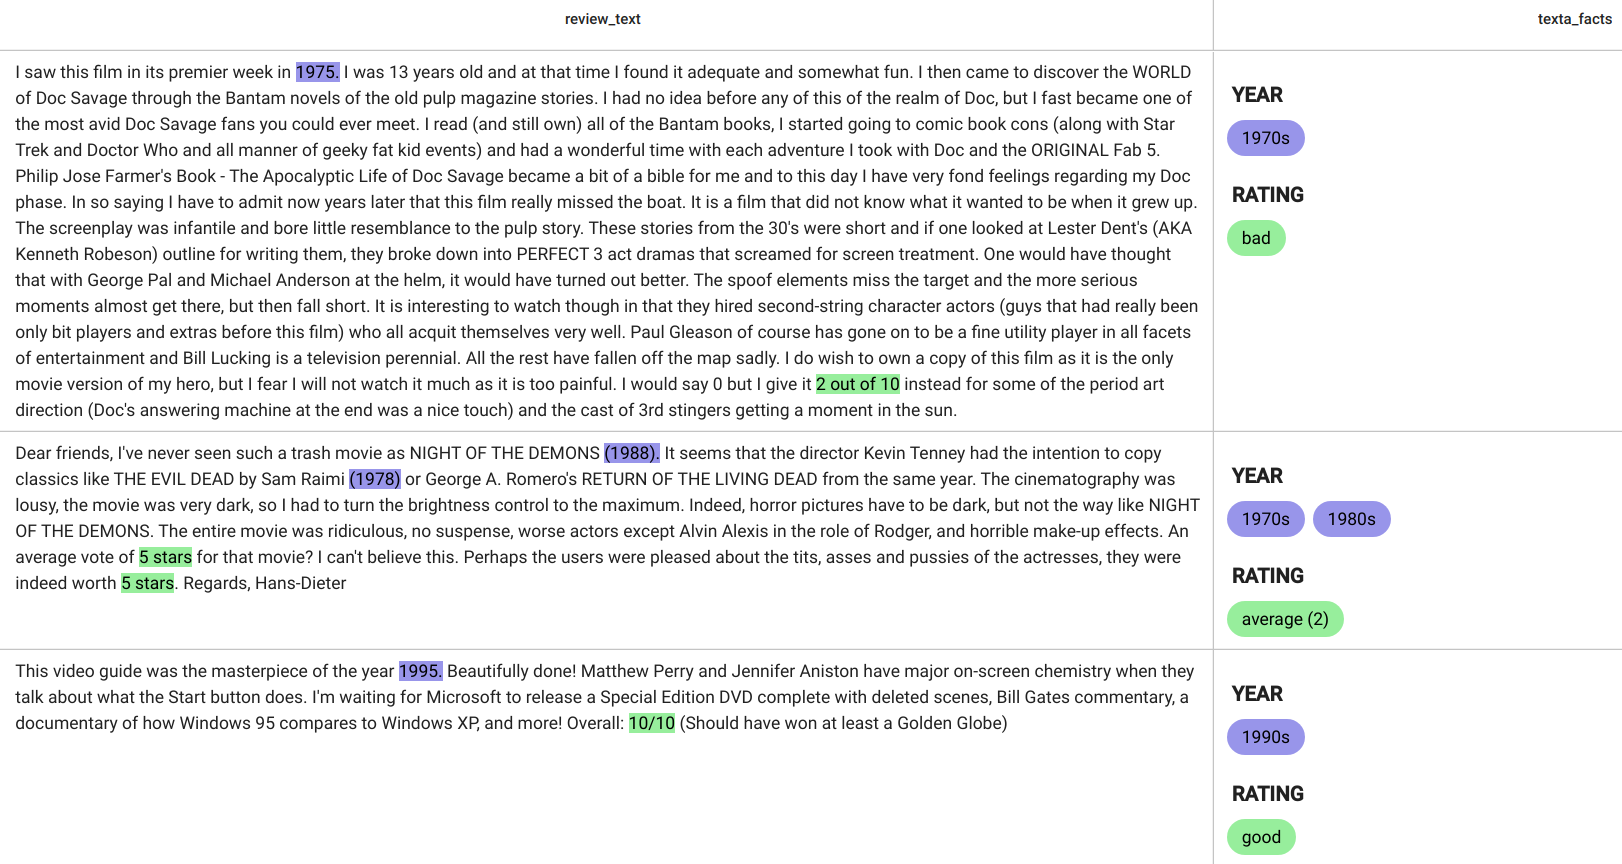 review_text
texta_facts
I saw this film in its premier week in 1975. I was 13 years old and at that time I found it adequate and somewhat fun. I then came to discover the WORLD
of Doc Savage through the Bantam novels of the old pulp magazine stories. I had no idea before any of this of the realm of Doc, but I fast became one of
the most avid Doc Savage fans you could ever meet. I read (and still own) all of the Bantam books, I started going to comic book cons (along with Star
Trek and Doctor Who and all manner of geeky fat kid events) and had a wonderful time with each adventure I took with Doc and the ORIGINAL Fab 5.
Philip Jose Farmer's Book - The Apocalyptic Life of Doc Savage became a bit of a bible for me and to this day I have very fond feelings regarding my Doc
phase. In so saying I have to admit now years later that this film really missed the boat. It is a film that did not know what it wanted to be when it grew up.
The screenplay was infantile and bore little resemblance to the pulp story. These stories from the 30's were short and if one looked at Lester Dent's (AKA
Kenneth Robeson) outline for writing them, they broke down into PERFECT 3 act dramas that screamed for screen treatment. One would have thought
that with George Pal and Michael Anderson at the helm, it would have turned out better. The spoof elements miss the target and the more serious
moments almost get there, but then fall short. It is interesting to watch though in that they hired second-string character actors (guys that had really been
only bit players and extras before this film) who all acquit themselves very well. Paul Gleason of course has gone on to be a fine utility player in all facets
of entertainment and Bill Lucking is a television perennial. All the rest have fallen off the map sadly. I do wish to own a copy of this film as it is the only
movie version of my hero, but I fear I will not watch it much as it is too painful. I would say 0 but I give it 2 out of 10 instead for some of the period art
direction (Doc's answering machine at the end was a nice touch) and the cast of 3rd stingers getting a moment in the sun.
YEAR
1970s
RATING
bad
Dear friends, I've never seen such a trash movie as NIGHT OF THE DEMONS (1988). It seems that the director Kevin Tenney had the intention to copy
classics like THE EVIL DEAD by Sam Raimi (1978) or George A. Romero's RETURN OF THE LIVING DEAD from the same year. The cinematography was
lousy, the movie was very dark, so I had to turn the brightness control to the maximum. Indeed, horror pictures have to be dark, but not the way like NIGHT
OF THE DEMONS. The entire movie was ridiculous, no suspense, worse actors except Alvin Alexis in the role of Rodger, and horrible make-up effects. An
average vote of 5 stars for that movie? I can't believe this. Perhaps the users were pleased about the tits, asses and pussies of the actresses, they were
indeed worth 5 stars. Regards, Hans-Dieter
YEAR
1970s 1980s
RATING
average (2)
This video guide was the masterpiece of the year 1995. Beautifully done! Matthew Perry and Jennifer Aniston have major on-screen chemistry when they
talk about what the Start button does. I'm waiting for Microsoft to release a Special Edition DVD complete with deleted scenes, Bill Gates commentary, a
documentary of how Windows 95 compares to Windows XP, and more! Overall: 10/10 (Should have won at least a Golden Globe)
YEAR
1990s
RATING
good